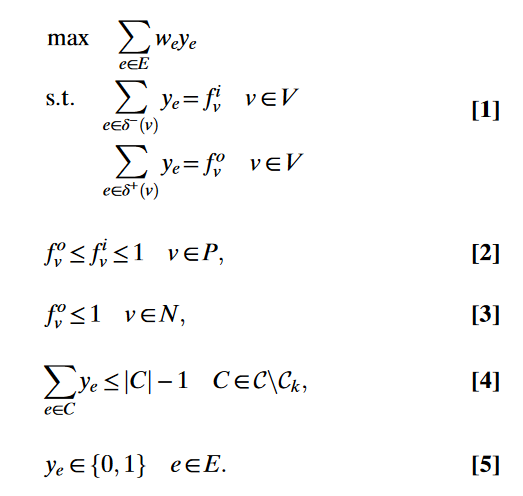 max ∑_{e∈E} w_e y_e
s.t. ∑_{e∈δ⁻(v)} y_e = f_v^i v∈V [1]
∑_{e∈δ⁺(v)} y_e = f_v^o v∈V
f_v^o ≤ f_v^i ≤ 1 v∈P, [2]
f_v^o ≤ 1 v∈N, [3]
∑_{e∈C} y_e ≤ |C| − 1 C∈𝒞\𝒞_k, [4]
y_e ∈ {0,1} e∈E. [5]